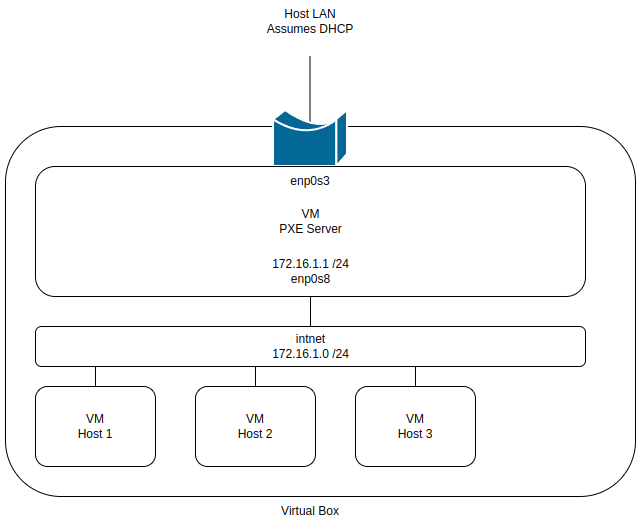 Host LAN
Assumes DHCP
enp0s3
VM
PXE Server
172.16.1.1 /24
enp0s8
intnet
172.16.1.0 /24
VM
Host 1
VM
Host 2
VM
Host 3
Virtual Box